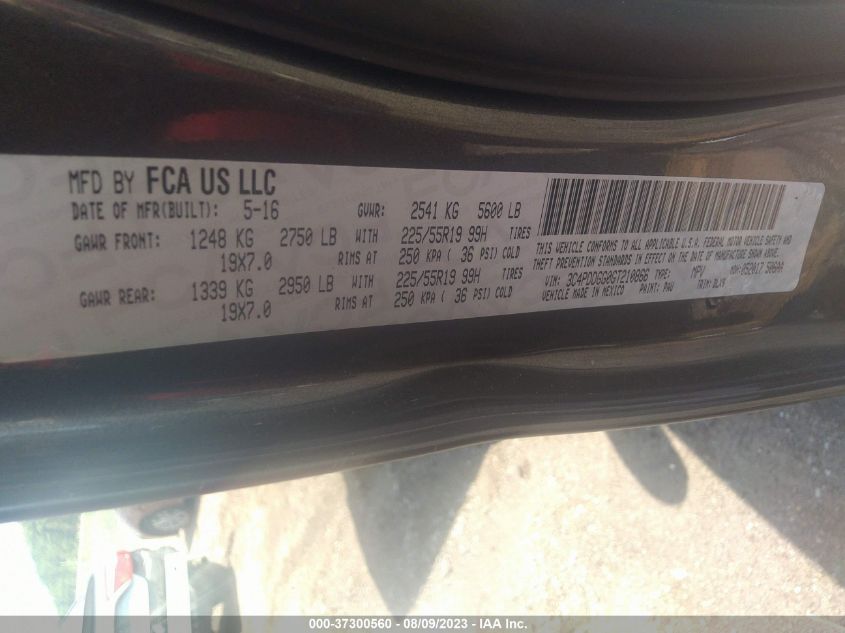 MFD BY FCA US LLC
DATE OF MFR(BUILT): 5-16 GVWR: 2541 KG 5600 LB
GAWR FRONT: 1248 KG 2750 LB WITH 225/55R19 99H TIRES
19X7.0 RIMS AT 250 KPA ( 36 PSI) COLD
GAWR REAR: 1339 KG 2950 LB WITH 225/55R19 99H TIRES
19X7.0 RIMS AT 250 KPA ( 36 PSI) COLD
THIS VEHICLE CONFORMS TO ALL APPLICABLE U.S.A. FEDERAL MOTOR VEHICLE SAFETY AND
THEFT PREVENTION STANDARDS IN EFFECT ON THE DATE OF MANUFACTURE SHOWN ABOVE.
VIN: 3C4PDDGG0GT210866 TYPE: MPV MDH: 052017 506AA
VEHICLE MADE IN MEXICO PAINT: PAU TRIM: DLX9
000-37300560 / 08/09/2023 - IAA Inc.